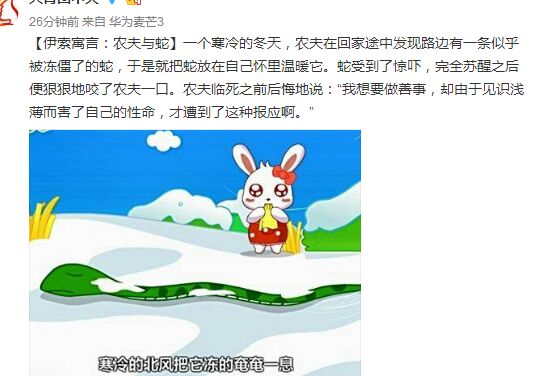 26分钟前 来自 华为麦芒3
【伊索寓言：农夫与蛇】一个寒冷的冬天，农夫在回家途中发现路边有一条似乎
被冻僵了的蛇，于是就把蛇放在自己怀里温暖它。蛇受到了惊吓，完全苏醒之后
便狠狠地咬了农夫一口。农夫临死之前后悔地说：“我想要做善事，却由于见识浅
薄而害了自己的性命，才遭到了这种报应啊。”
寒冷的北风把它冻的奄奄一息